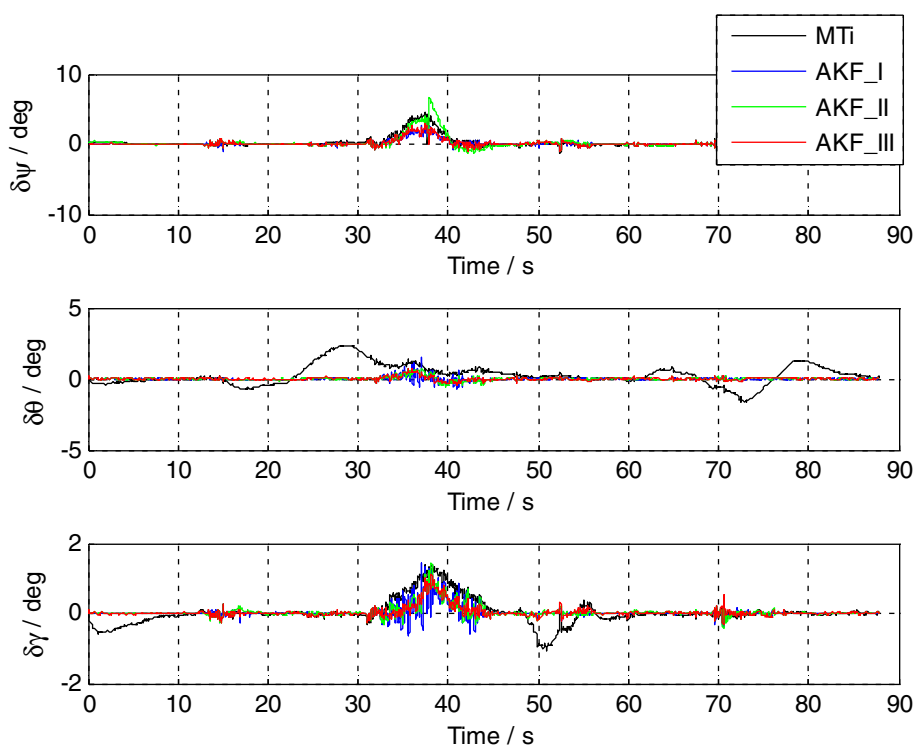 MTi
AKF_I
AKF_II
AKF_III
10
0
-10
δψ / deg
0 10 20 30 40 50 60 70 80 90
Time / s
5
0
-5
δθ / deg
0 10 20 30 40 50 60 70 80 90
Time / s
2
0
-2
δγ / deg
0 10 20 30 40 50 60 70 80 90
Time / s